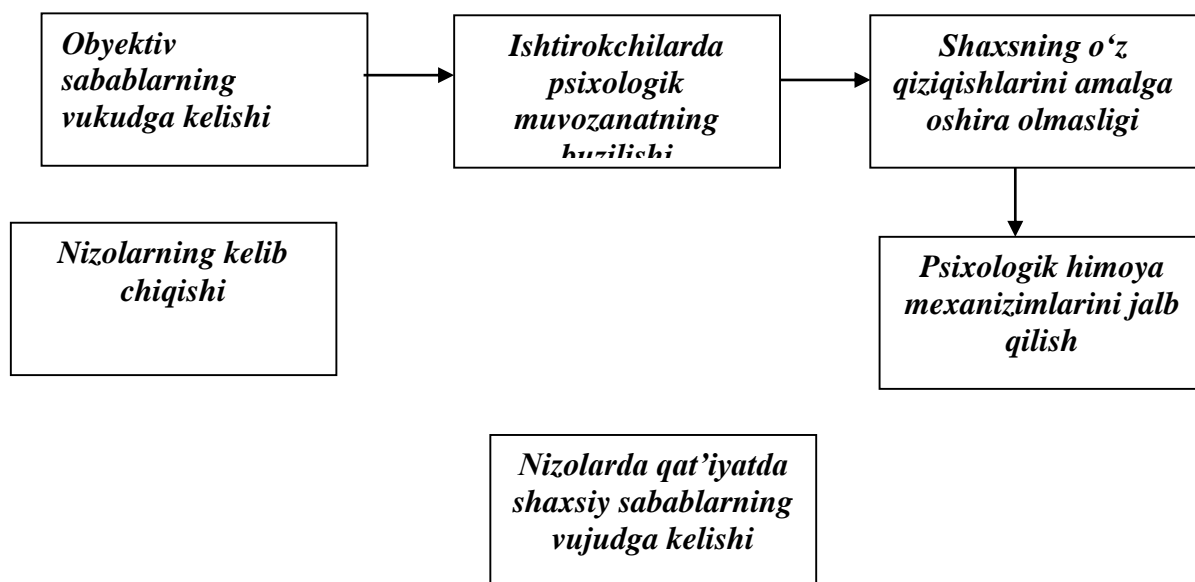 Obyektiv
sabablarning
vukudga kelishi
Ishtirokchilarda
psixologik
muvozanatning
buzilishi
Shaxsning o‘z
qiziqishlarini amalga
oshira olmasligi
Nizolarning kelib
chiqishi
Psixologik himoya
mexanizimlarini jalb
qilish
Nizolarda qat’iyatda
shaxsiy sabablarning
vujudga kelishi